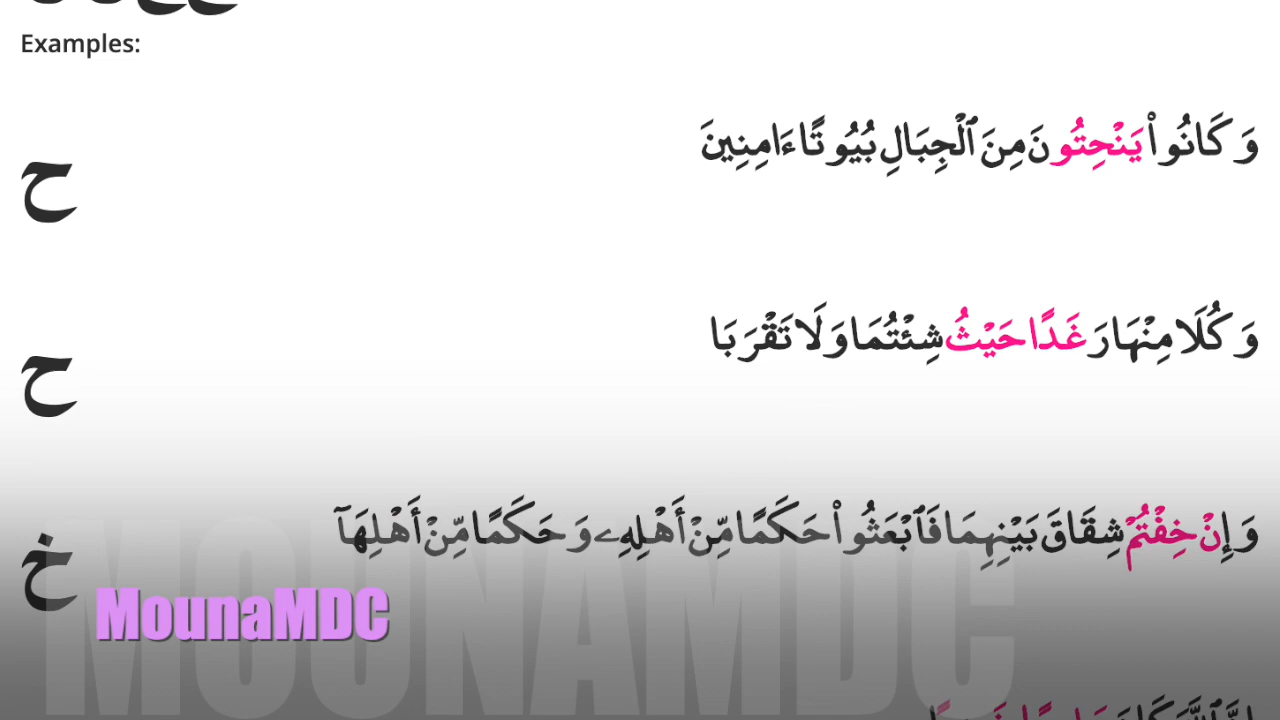 Examples:
وَكَانُوا۟ يَنْحِتُونَ مِنَ ٱلْجِبَالِ بُيُوتًا ءَامِنِينَ
ح
وَكُلَا مِنْهَا رَغَدًا حَيْثُ شِئْتُمَا وَلَا تَقْرَبَا
ح
وَإِنْ خِفْتُمْ شِقَاقَ بَيْنِهِمَا فَٱبْعَثُوا۟ حَكَمًا مِّنْ أَهْلِهِۦ وَحَكَمًا مِّنْ أَهْلِهَآ
خ
MounaMDC
MOUNAMDC